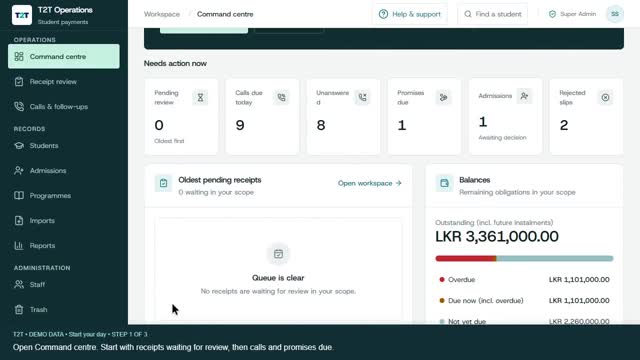 T2T
T2T Operations
Student payments
Workspace / Command centre
Help & support
Find a student
Super Admin
SS
OPERATIONS
Command centre
Receipt review
Calls & follow-ups
RECORDS
Students
Admissions
Programmes
Imports
Reports
ADMINISTRATION
Staff
Trash
Needs action now
Pending review
0
Oldest first
Calls due today
9
Unanswere
d
8
Promises due
1
Admissions
1
Awaiting decision
Rejected slips
2
Oldest pending receipts
0 waiting in your scope
Open workspace →
Queue is clear
No receipts are waiting for review in your scope.
Balances
Remaining obligations in your scope
Outstanding (incl. future instalments)
LKR 3,361,000.00
Overdue LKR 1,101,000.00
Due now (incl. overdue) LKR 1,101,000.00
Not yet due LKR 2,260,000.00
T2T • DEMO DATA • Start your day • STEP 1 OF 3
Open Command centre. Start with receipts waiting for review, then calls and promises due.